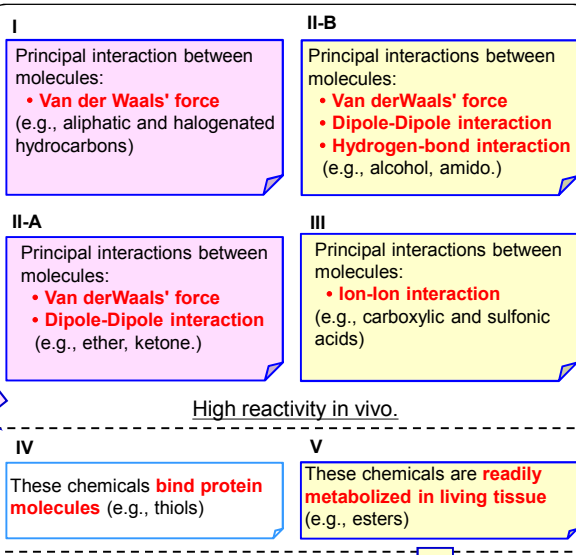 I
Principal interaction between
molecules:
• Van der Waals' force
(e.g., aliphatic and halogenated
hydrocarbons)
II-B
Principal interactions between
molecules:
• Van derWaals' force
• Dipole-Dipole interaction
• Hydrogen-bond interaction
(e.g., alcohol, amido.)
II-A
Principal interactions between
molecules:
• Van derWaals' force
• Dipole-Dipole interaction
(e.g., ether, ketone.)
III
Principal interactions between
molecules:
• Ion-Ion interaction
(e.g., carboxylic and sulfonic
acids)
High reactivity in vivo.
IV
These chemicals bind protein
molecules (e.g., thiols)
V
These chemicals are readily
metabolized in living tissue
(e.g., esters)